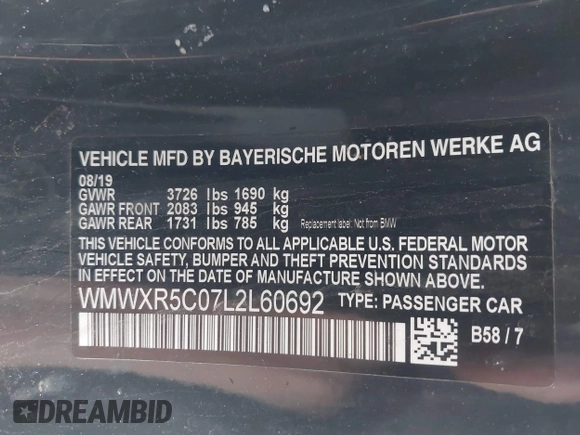 VEHICLE MFD BY BAYERISCHE MOTOREN WERKE AG
08/19
GVWR 3726 lbs 1690 kg
GAWR FRONT 2083 lbs 945 kg
GAWR REAR 1731 lbs 785 kg Replacement label: Not from BMW
THIS VEHICLE CONFORMS TO ALL APPLICABLE U.S. FEDERAL MOTOR
VEHICLE SAFETY, BUMPER AND THEFT PREVENTION STANDARDS
IN EFFECT ON THE DATE OF MANUFACTURE SHOWN ABOVE.
WMWXR5C07L2L60692 TYPE: PASSENGER CAR
B58 / 7
DREAMBID